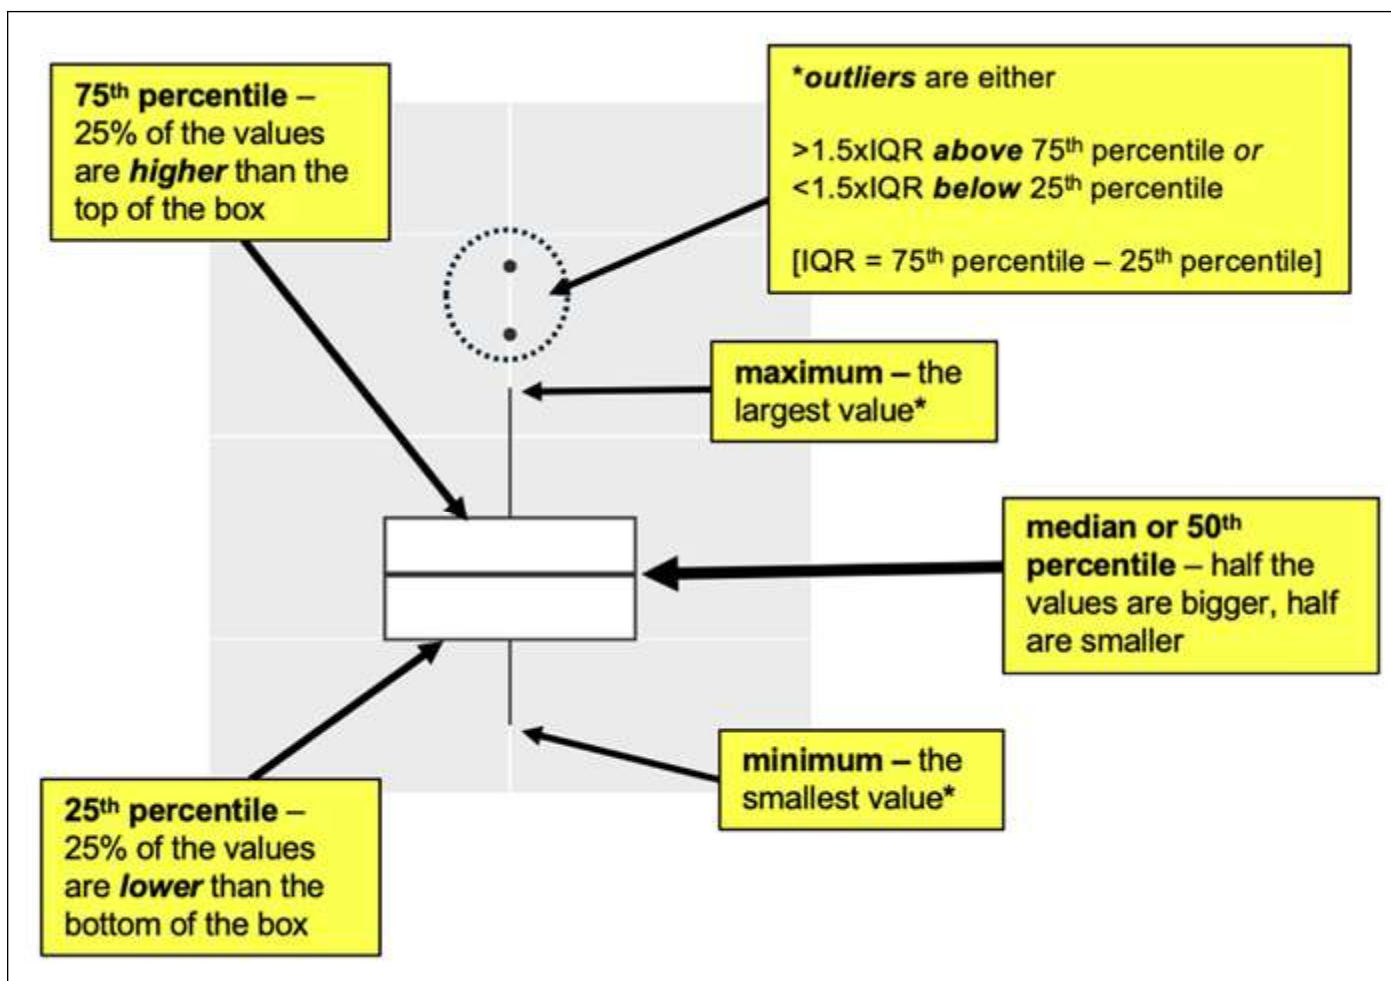 75th percentile –
25% of the values
are higher than the
top of the box
*outliers are either
>1.5xIQR above 75th percentile or
<1.5xIQR below 25th percentile
[IQR = 75th percentile – 25th percentile]
maximum – the
largest value*
median or 50th
percentile – half the
values are bigger, half
are smaller
minimum – the
smallest value*
25th percentile –
25% of the values
are lower than the
bottom of the box